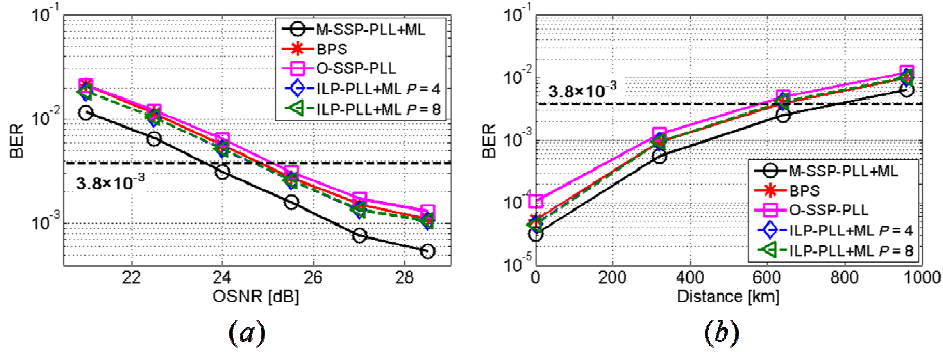 BER
10⁻¹
10⁻²
10⁻³
M-SSP-PLL+ML
BPS
O-SSP-PLL
ILP-PLL+ML P = 4
ILP-PLL+ML P = 8
3.8×10⁻³
22 24 26 28
OSNR [dB]
(a)
BER
10⁻¹
10⁻²
10⁻³
10⁻⁴
10⁻⁵
3.8×10⁻³
M-SSP-PLL+ML
BPS
O-SSP-PLL
ILP-PLL+ML P = 4
ILP-PLL+ML P = 8
0 200 400 600 800 1000
Distance [km]
(b)